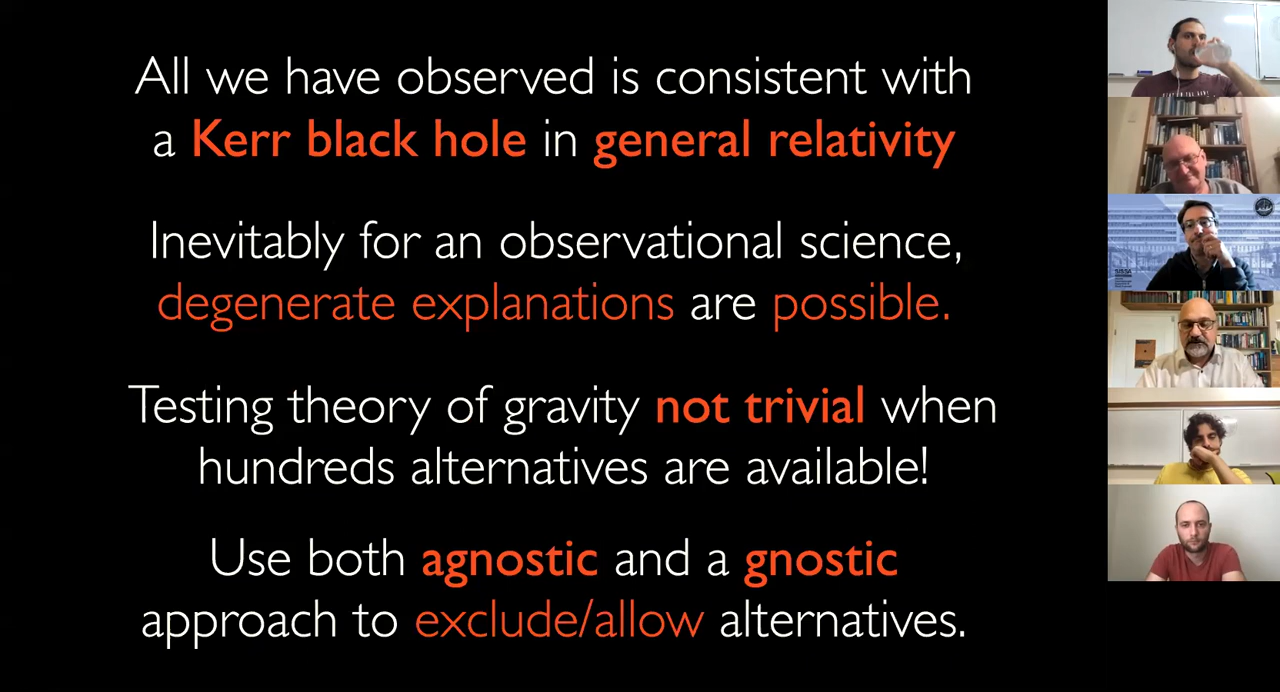 All we have observed is consistent with
a Kerr black hole in general relativity
Inevitably for an observational science,
degenerate explanations are possible.
Testing theory of gravity not trivial when
hundreds alternatives are available!
Use both agnostic and a gnostic
approach to exclude/allow alternatives.
SISSA